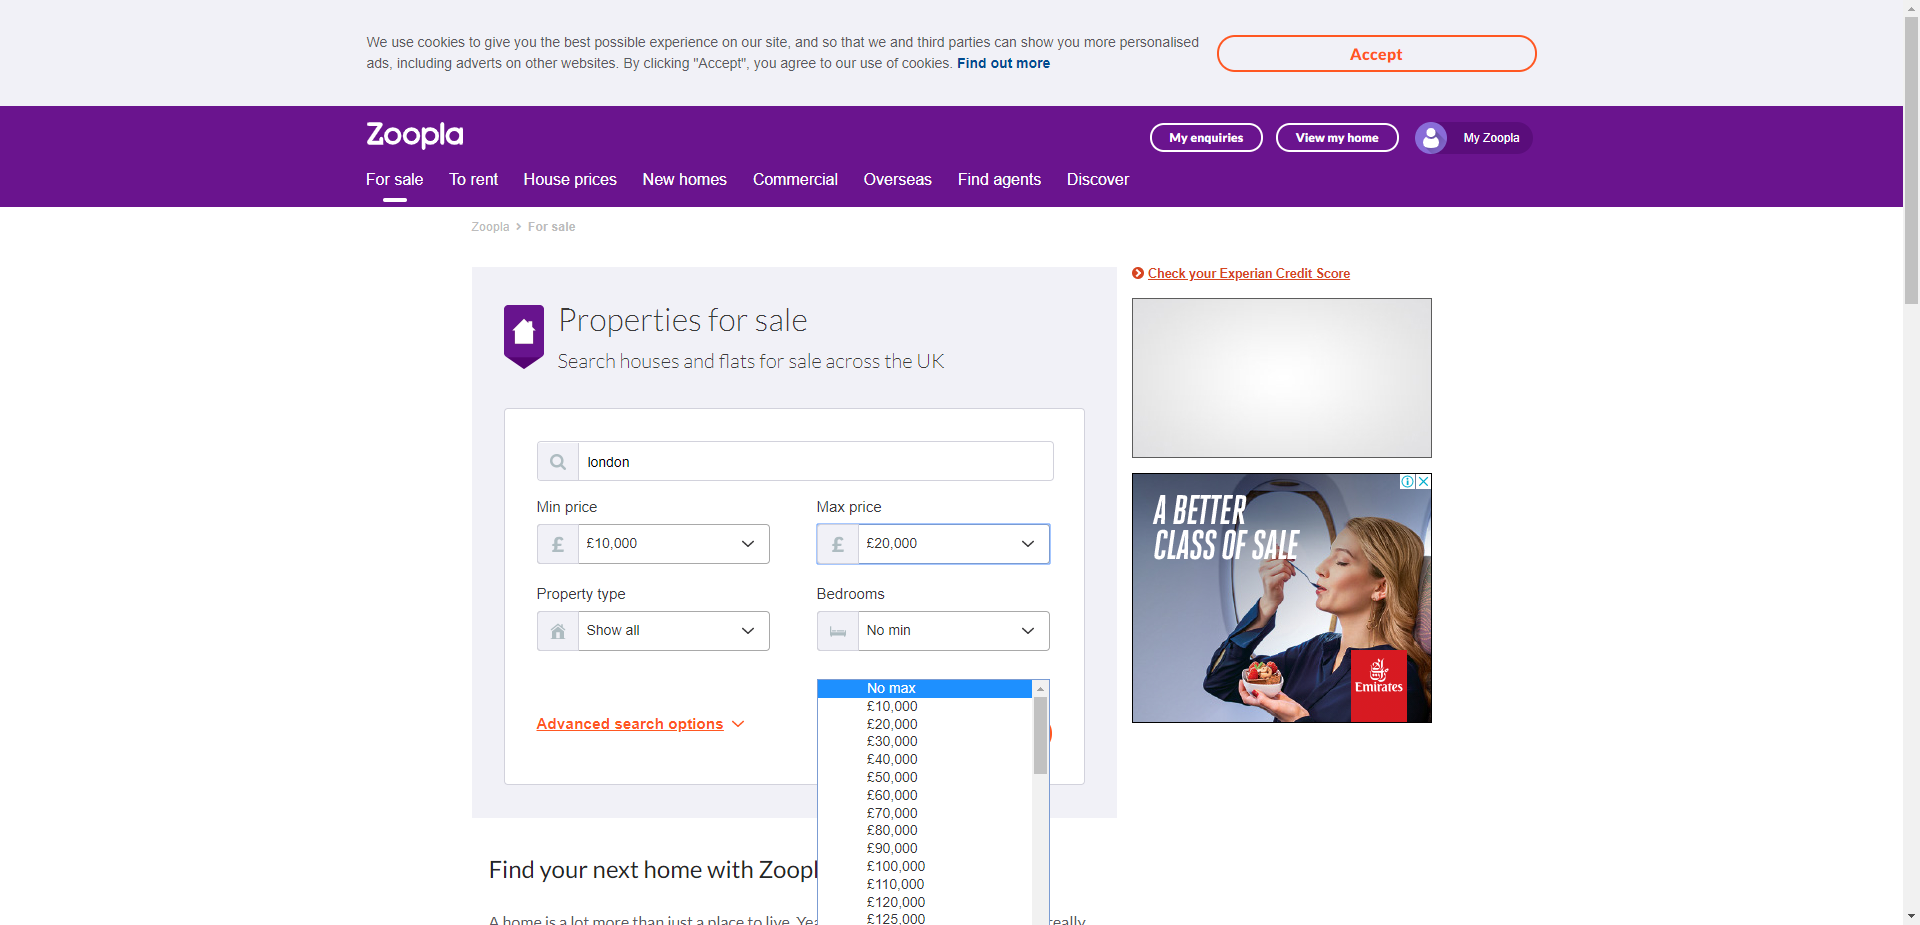 We use cookies to give you the best possible experience on our site, and so that we and third parties can show you more personalised
ads, including adverts on other websites. By clicking "Accept", you agree to our use of cookies. Find out more
Accept
Zoopla
My enquiries
View my home
My Zoopla
For sale
To rent
House prices
New homes
Commercial
Overseas
Find agents
Discover
Zoopla > For sale
Check your Experian Credit Score
Properties for sale
Search houses and flats for sale across the UK
london
Min price
Max price
£ £10,000
£ £20,000
Property type
Bedrooms
Show all
No min
Advanced search options
No max
£10,000
£20,000
£30,000
£40,000
£50,000
£60,000
£70,000
£80,000
£90,000
£100,000
£110,000
£120,000
£125,000
A BETTER
CLASS OF SALE
Emirates
Find your next home with Zoopl
A home is a lot more than just a place to live. Yea
really